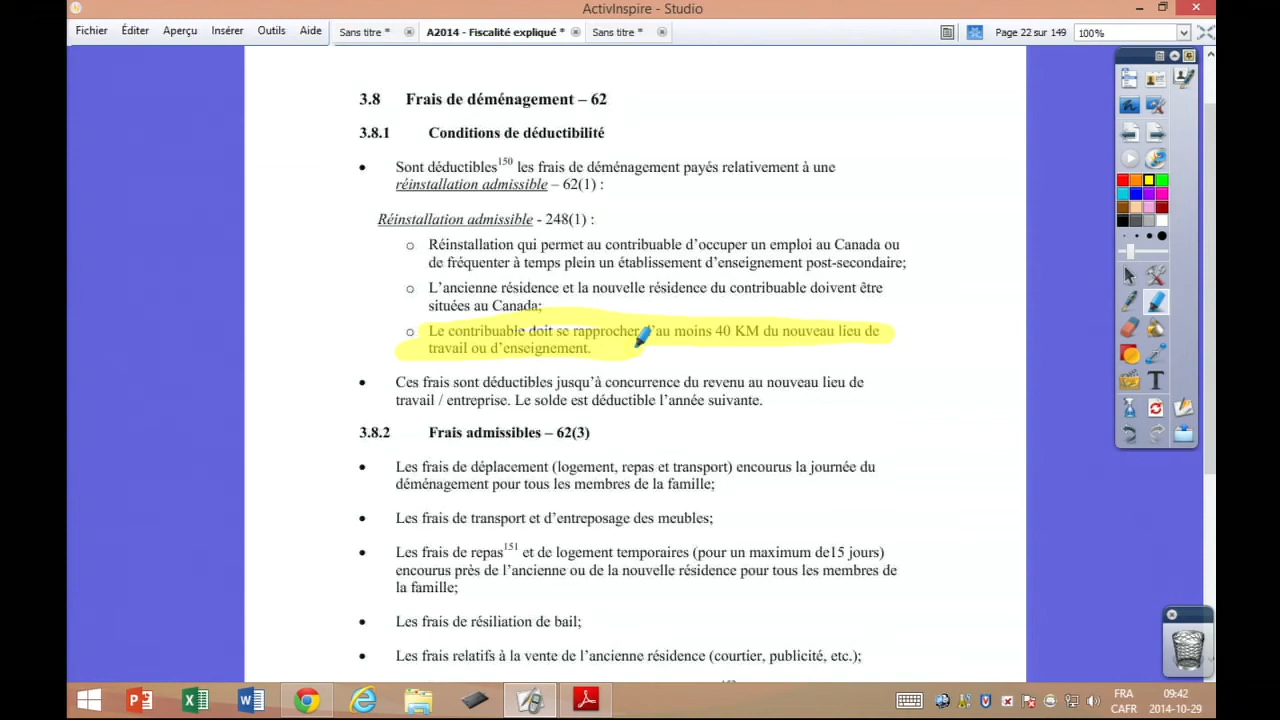 ActivInspire - Studio
Fichier Éditer Aperçu Insérer Outils Aide
Sans titre * A2014 - Fiscalité expliqué * Sans titre *
Page 22 sur 149 100%
3.8 Frais de déménagement – 62
3.8.1 Conditions de déductibilité
• Sont déductibles150 les frais de déménagement payés relativement à une
réinstallation admissible – 62(1) :
Réinstallation admissible - 248(1) :
o Réinstallation qui permet au contribuable d’occuper un emploi au Canada ou
de fréquenter à temps plein un établissement d’enseignement post-secondaire;
o L’ancienne résidence et la nouvelle résidence du contribuable doivent être
situées au Canada;
o Le contribuable doit se rapprocher d’au moins 40 KM du nouveau lieu de
travail ou d’enseignement.
• Ces frais sont déductibles jusqu’à concurrence du revenu au nouveau lieu de
travail / entreprise. Le solde est déductible l’année suivante.
3.8.2 Frais admissibles – 62(3)
• Les frais de déplacement (logement, repas et transport) encourus la journée du
déménagement pour tous les membres de la famille;
• Les frais de transport et d’entreposage des meubles;
• Les frais de repas151 et de logement temporaires (pour un maximum de15 jours)
encourus près de l’ancienne ou de la nouvelle résidence pour tous les membres de
la famille;
• Les frais de résiliation de bail;
• Les frais relatifs à la vente de l’ancienne résidence (courtier, publicité, etc.);
FRA 09:42
CAFR 2014-10-29